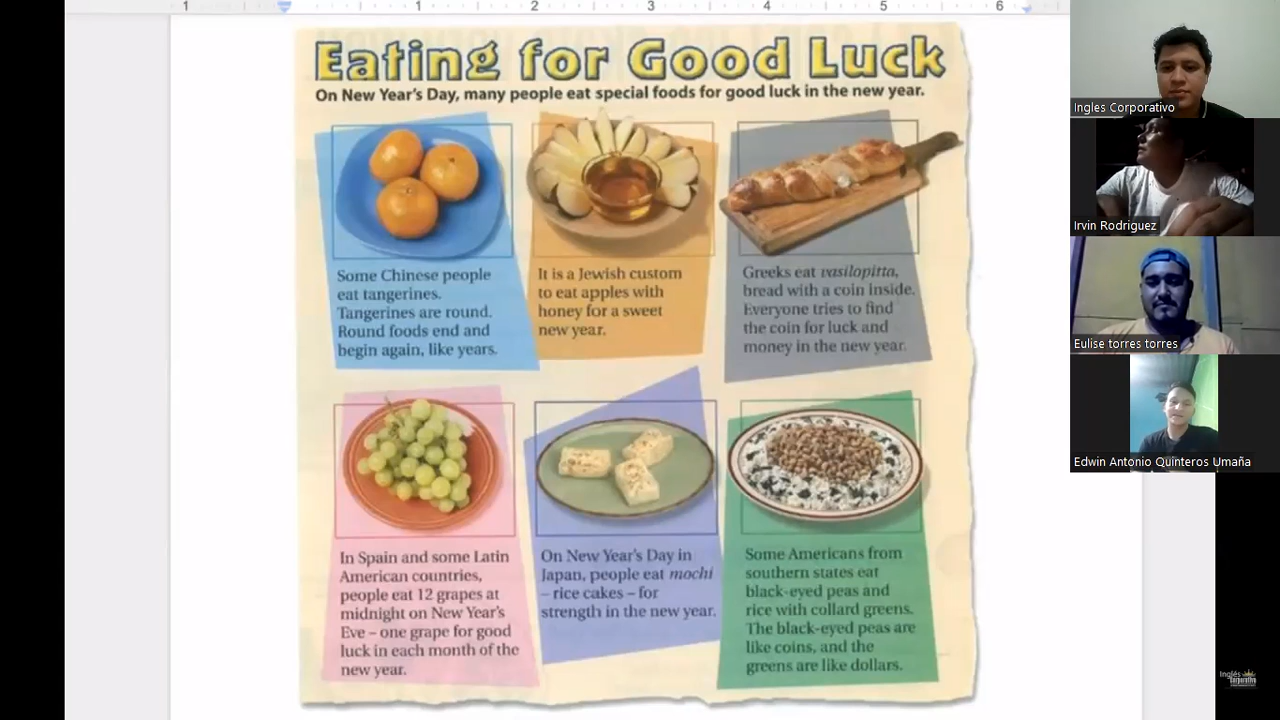 1 1 2 3 4 5 6
Eating for Good Luck
On New Year's Day, many people eat special foods for good luck in the new year.
Some Chinese people
eat tangerines.
Tangerines are round.
Round foods end and
begin again, like years.
It is a Jewish custom
to eat apples with
honey for a sweet
new year.
Greeks eat vasilopitta,
bread with a coin inside.
Everyone tries to find
the coin for luck and
money in the new year.
In Spain and some Latin
American countries,
people eat 12 grapes at
midnight on New Year's
Eve – one grape for good
luck in each month of the
new year.
On New Year's Day in
Japan, people eat mochi
– rice cakes – for
strength in the new year.
Some Americans from
southern states eat
black-eyed peas and
rice with collard greens.
The black-eyed peas are
like coins, and the
greens are like dollars.
Ingles Corporativo
Irvin Rodriguez
Eulise torres torres
Edwin Antonio Quinteros Umaña
Inglés
Corporativo